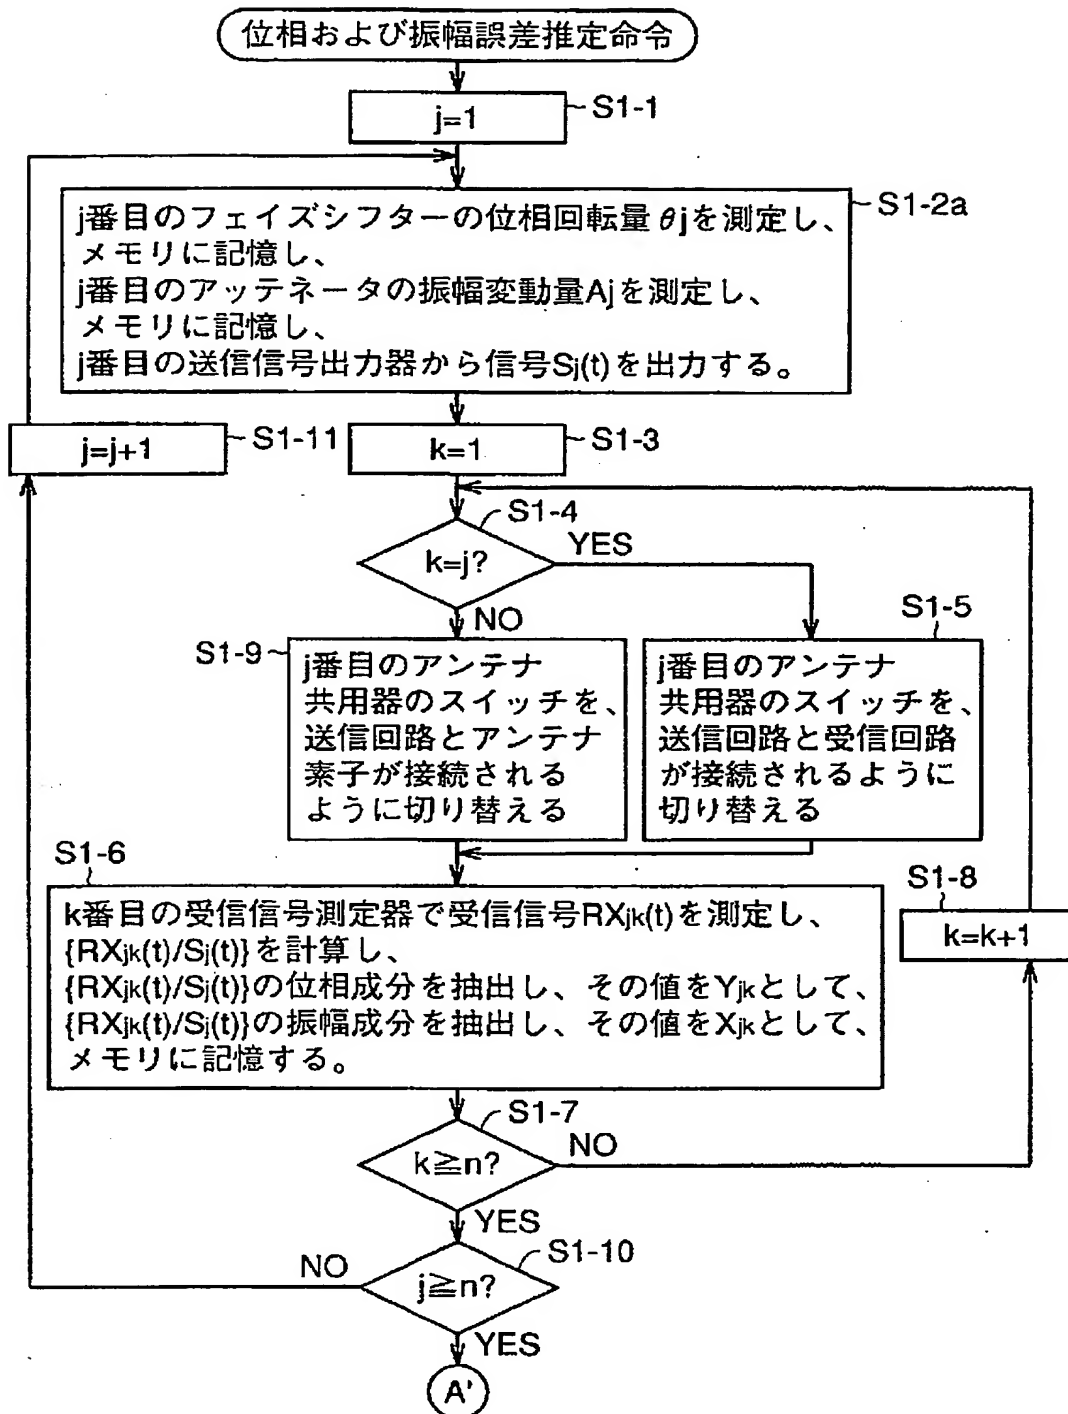 位相および振幅誤差推定命令
j=1
S1-1
S1-2a
j番目のフェイズシフターの位相回転量θjを測定し、
メモリに記憶し、
j番目のアッテネータの振幅変動量Ajを測定し、
メモリに記憶し、
j番目の送信信号出力器から信号Sj(t)を出力する。
j=j+1
S1-11
k=1
S1-3
S1-4
k=j?
YES
NO
S1-9
j番目のアンテナ
共用器のスイッチを、
送信回路とアンテナ
素子が接続される
ように切り替える
S1-5
j番目のアンテナ
共用器のスイッチを、
送信回路と受信回路
が接続されるように
切り替える
S1-6
k番目の受信信号測定器で受信信号RXjk(t)を測定し、
{RXjk(t)/Sj(t)}を計算し、
{RXjk(t)/Sj(t)}の位相成分を抽出し、その値をYjkとして、
{RXjk(t)/Sj(t)}の振幅成分を抽出し、その値をXjkとして、
メモリに記憶する。
S1-8
k=k+1
S1-7
k≧n?
NO
YES
S1-10
j≧n?
NO
YES
A'